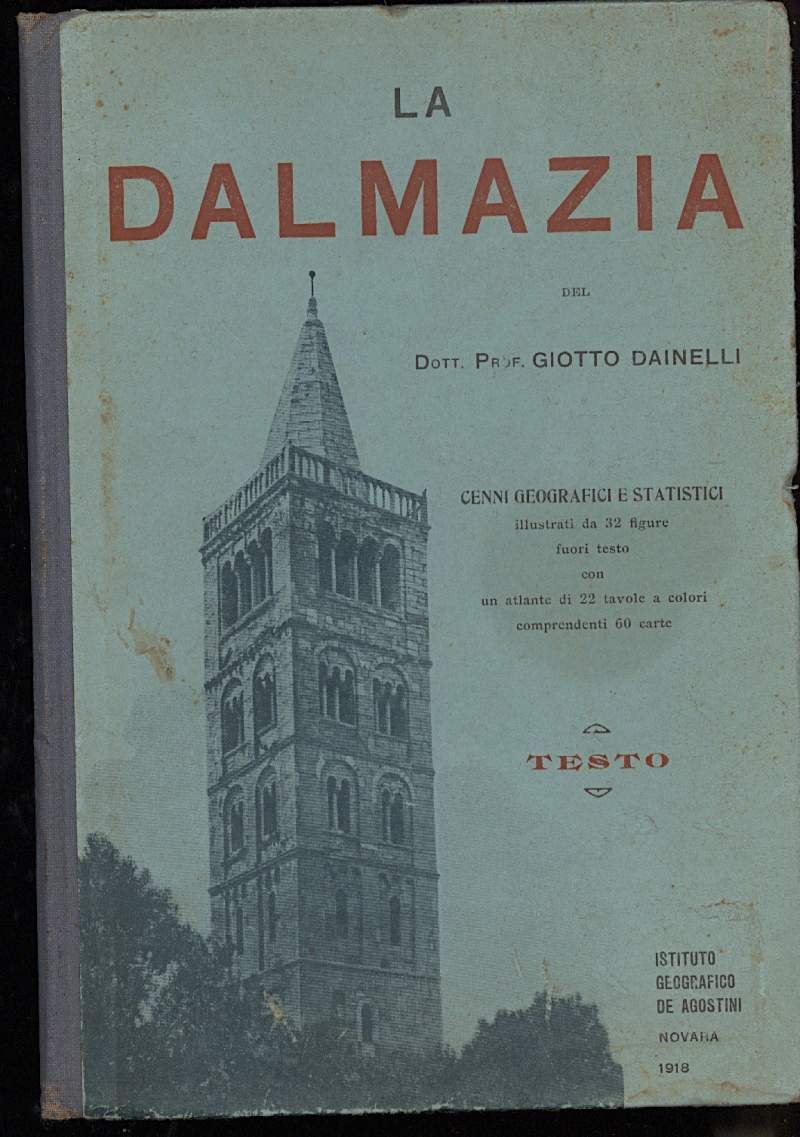 LA
DALMAZIA
DEL
DOTT. PROF. GIOTTO DAINELLI
CENNI GEOGRAFICI E STATISTICI
illustrati da 32 figure
fuori testo
con
un atlante di 22 tavole a colori
comprendenti 60 carte
TESTO
ISTITUTO
GEOGRAFICO
DE AGOSTINI
NOVARA
1918